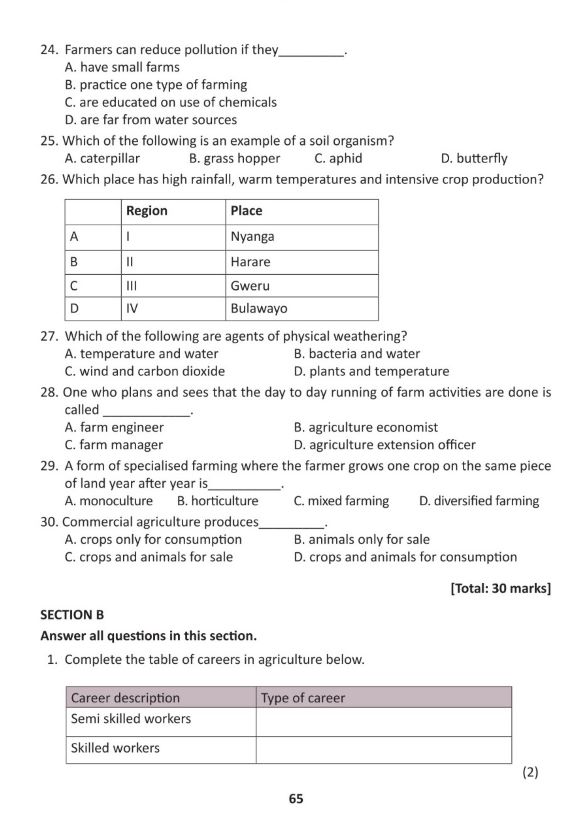 24. Farmers can reduce pollution if they__________.
A. have small farms
B. practice one type of farming
C. are educated on use of chemicals
D. are far from water sources
25. Which of the following is an example of a soil organism?
A. caterpillar B. grass hopper C. aphid D. butterfly
26. Which place has high rainfall, warm temperatures and intensive crop production?
Region Place
A I Nyanga
B II Harare
C III Gweru
D IV Bulawayo
27. Which of the following are agents of physical weathering?
A. temperature and water B. bacteria and water
C. wind and carbon dioxide D. plants and temperature
28. One who plans and sees that the day to day running of farm activities are done is
called _____________.
A. farm engineer B. agriculture economist
C. farm manager D. agriculture extension officer
29. A form of specialised farming where the farmer grows one crop on the same piece
of land year after year is___________.
A. monoculture B. horticulture C. mixed farming D. diversified farming
30. Commercial agriculture produces__________.
A. crops only for consumption B. animals only for sale
C. crops and animals for sale D. crops and animals for consumption
[Total: 30 marks]
SECTION B
Answer all questions in this section.
1. Complete the table of careers in agriculture below.
Career description Type of career
Semi skilled workers
Skilled workers
(2)
65